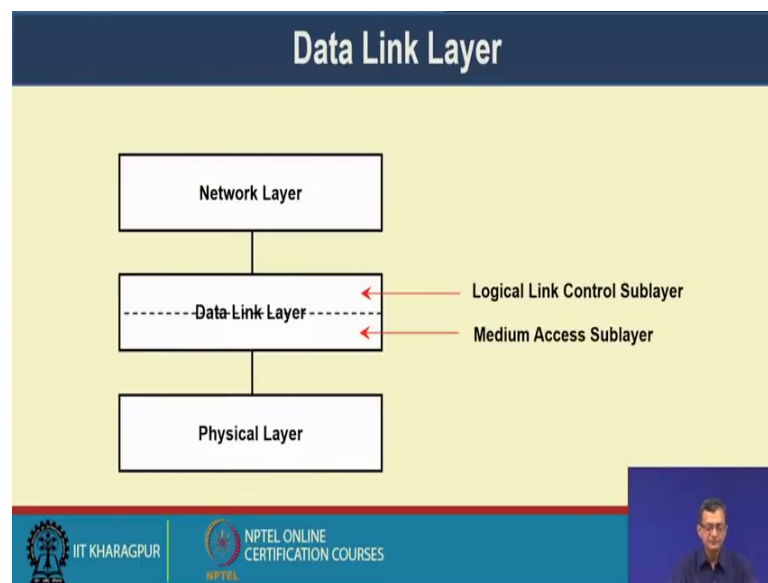 Data Link Layer
Network Layer
Data Link Layer
Logical Link Control Sublayer
Medium Access Sublayer
Physical Layer
IIT KHARAGPUR
NPTEL
NPTEL ONLINE
CERTIFICATION COURSES